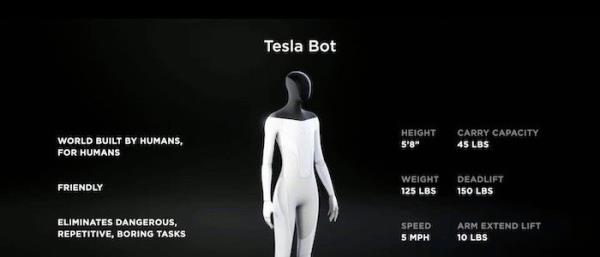 Tesla Bot
WORLD BUILT BY HUMANS,
FOR HUMANS
FRIENDLY
ELIMINATES DANGEROUS,
REPETITIVE, BORING TASKS
HEIGHT
5'8"
CARRY CAPACITY
45 LBS
WEIGHT
125 LBS
DEADLIFT
150 LBS
SPEED
5 MPH
ARM EXTEND LIFT
10 LBS